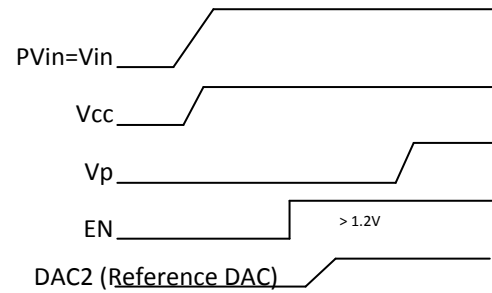 PVin=Vin
Vcc
Vp
EN
> 1.2V
DAC2 (Reference DAC)